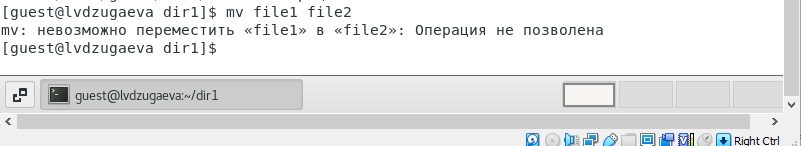 [guest@lvdzugaeva dir1]$ mv file1 file2
mv: невозможно переместить «file1» в «file2»: Операция не позволена
[guest@lvdzugaeva dir1]$
guest@lvdzugaeva:~/dir1
Right Ctrl